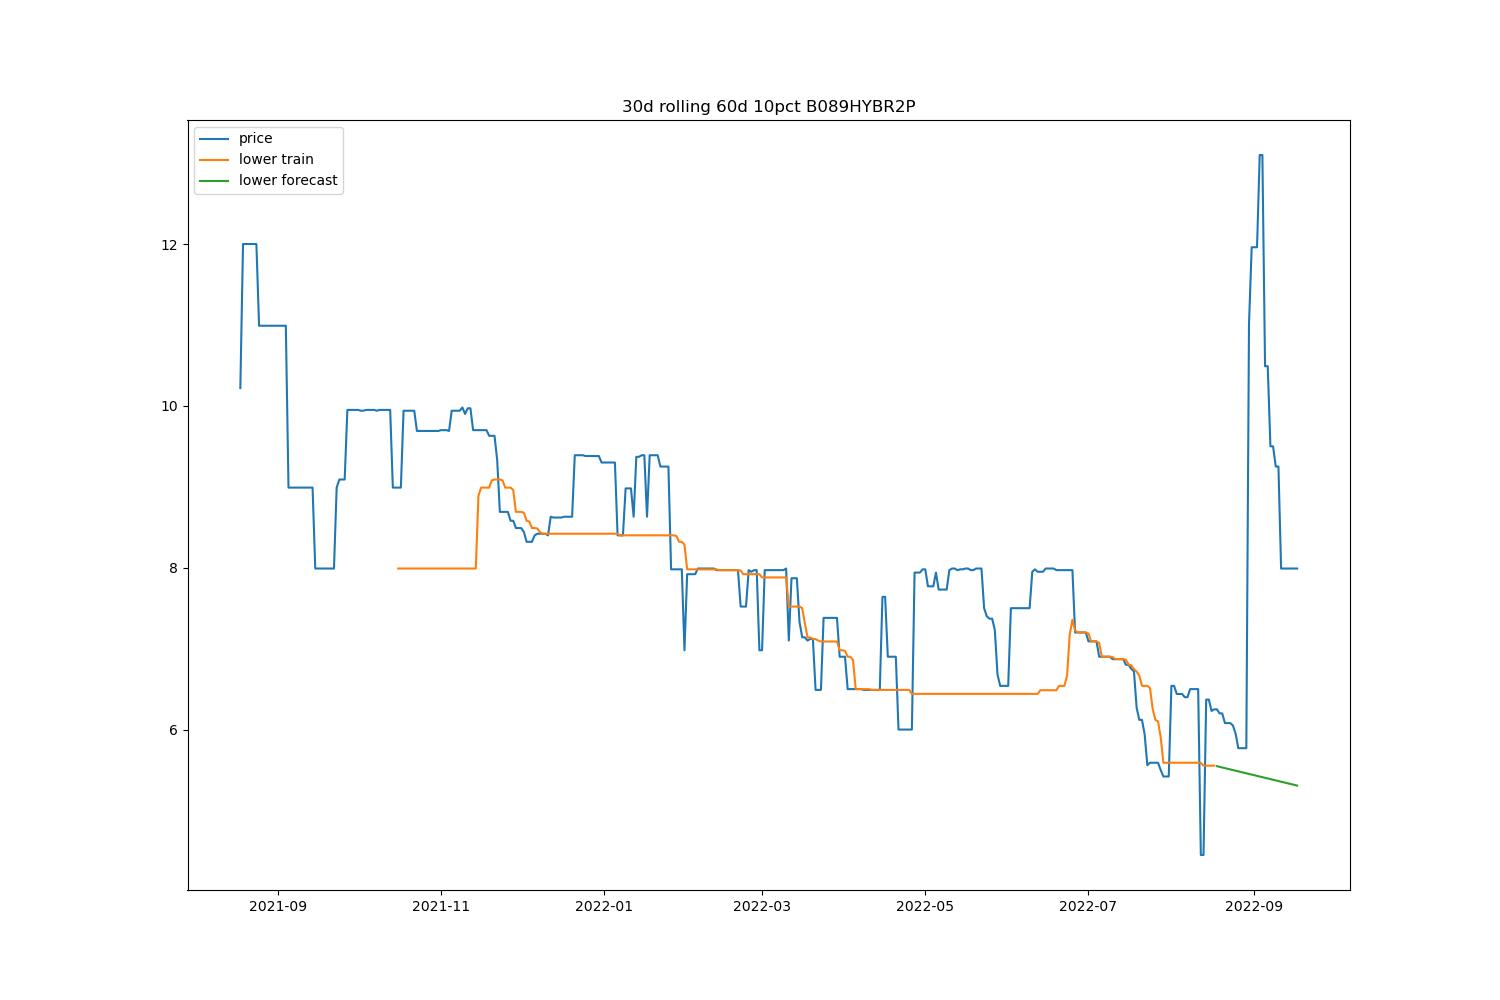 30d rolling 60d 10pct B089HYBR2P
price
lower train
lower forecast
12
10
8
6
2021-09 2021-11 2022-01 2022-03 2022-05 2022-07 2022-09